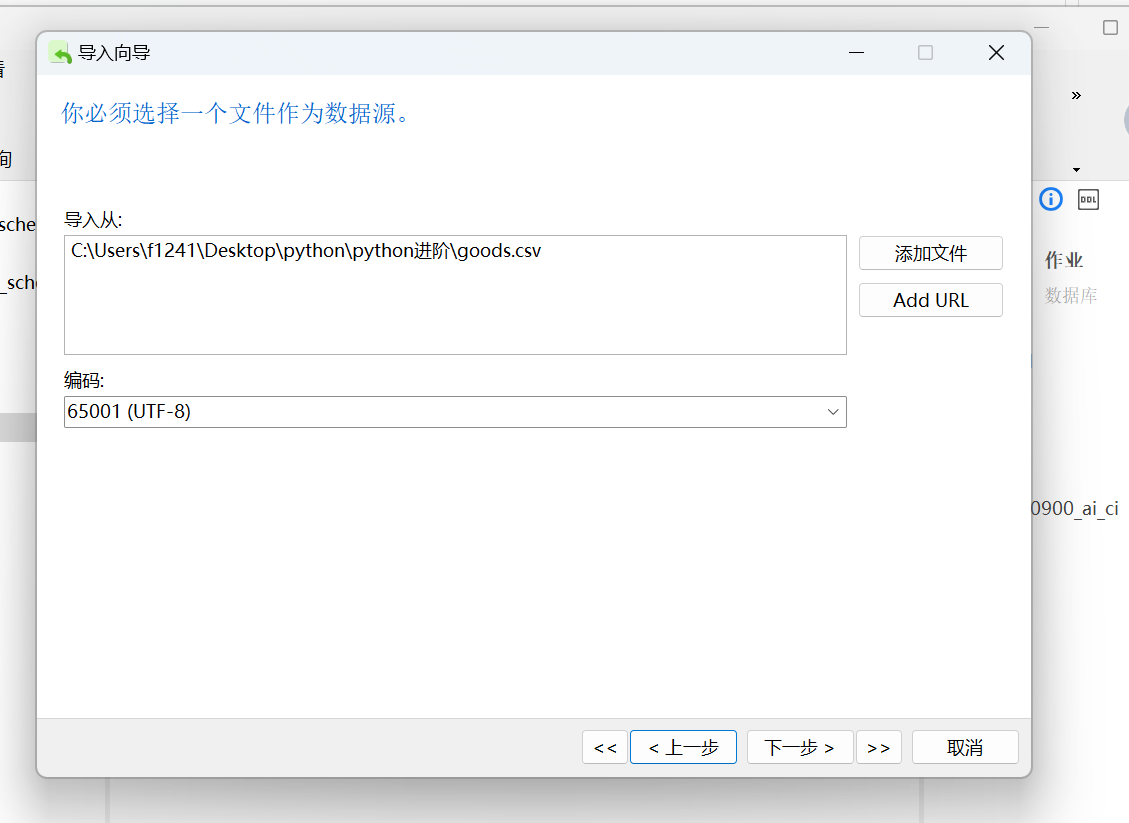 导入向导
你必须选择一个文件作为数据源。
导入从:
C:\Users\f1241\Desktop\python\python进阶\goods.csv
添加文件
Add URL
编码:
65001 (UTF-8)
<<
< 上一步
下一步 >
>>
取消
询
sche
_sche
»
DDL
作业
数据库
0900_ai_ci